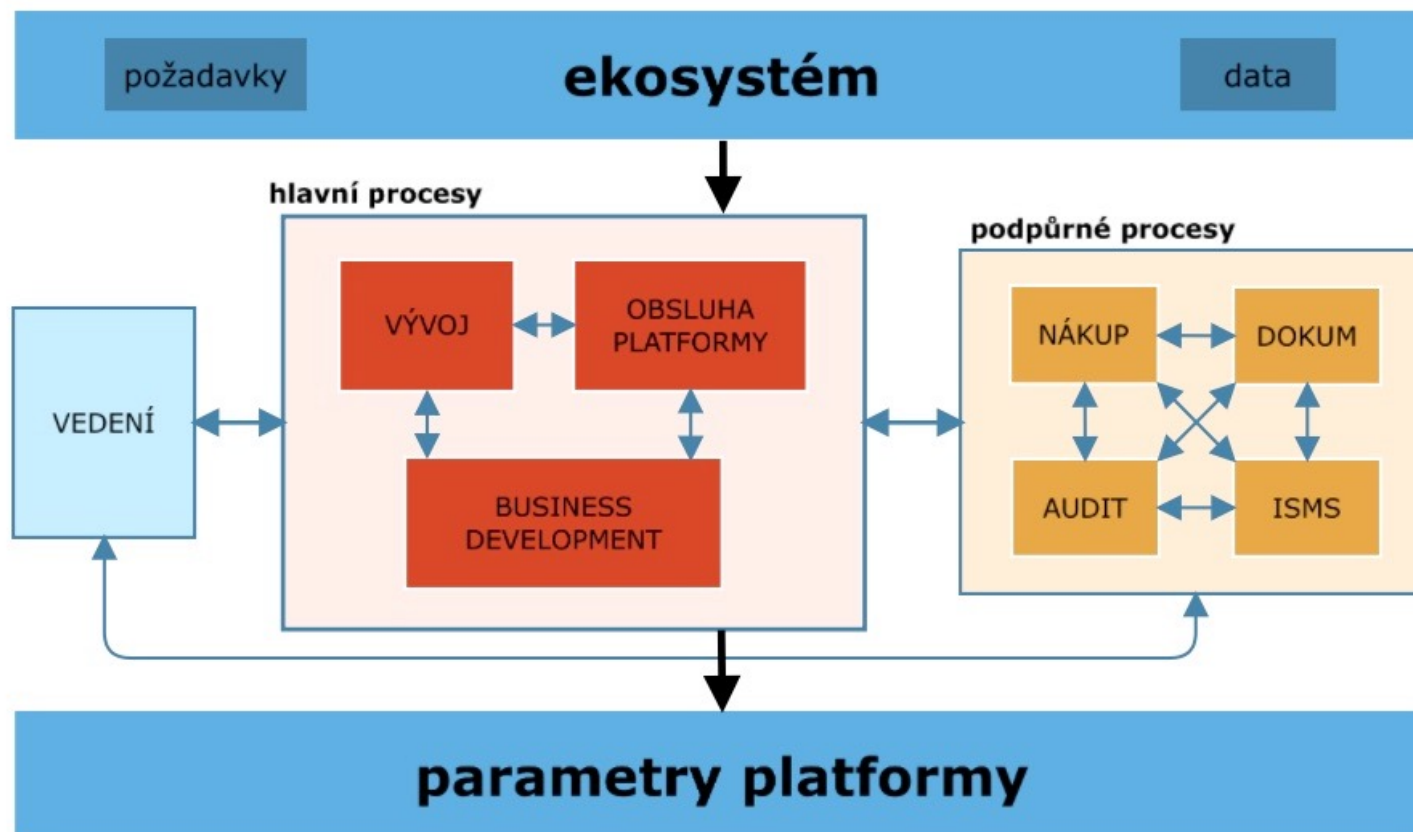 požadavky
ekosystém
data
hlavní procesy
podpůrné procesy
VÝVOJ
OBSLUHA
PLATFORMY
NÁKUP
DOKUM
VEDENÍ
BUSINESS
DEVELOPMENT
AUDIT
ISMS
parametry platformy